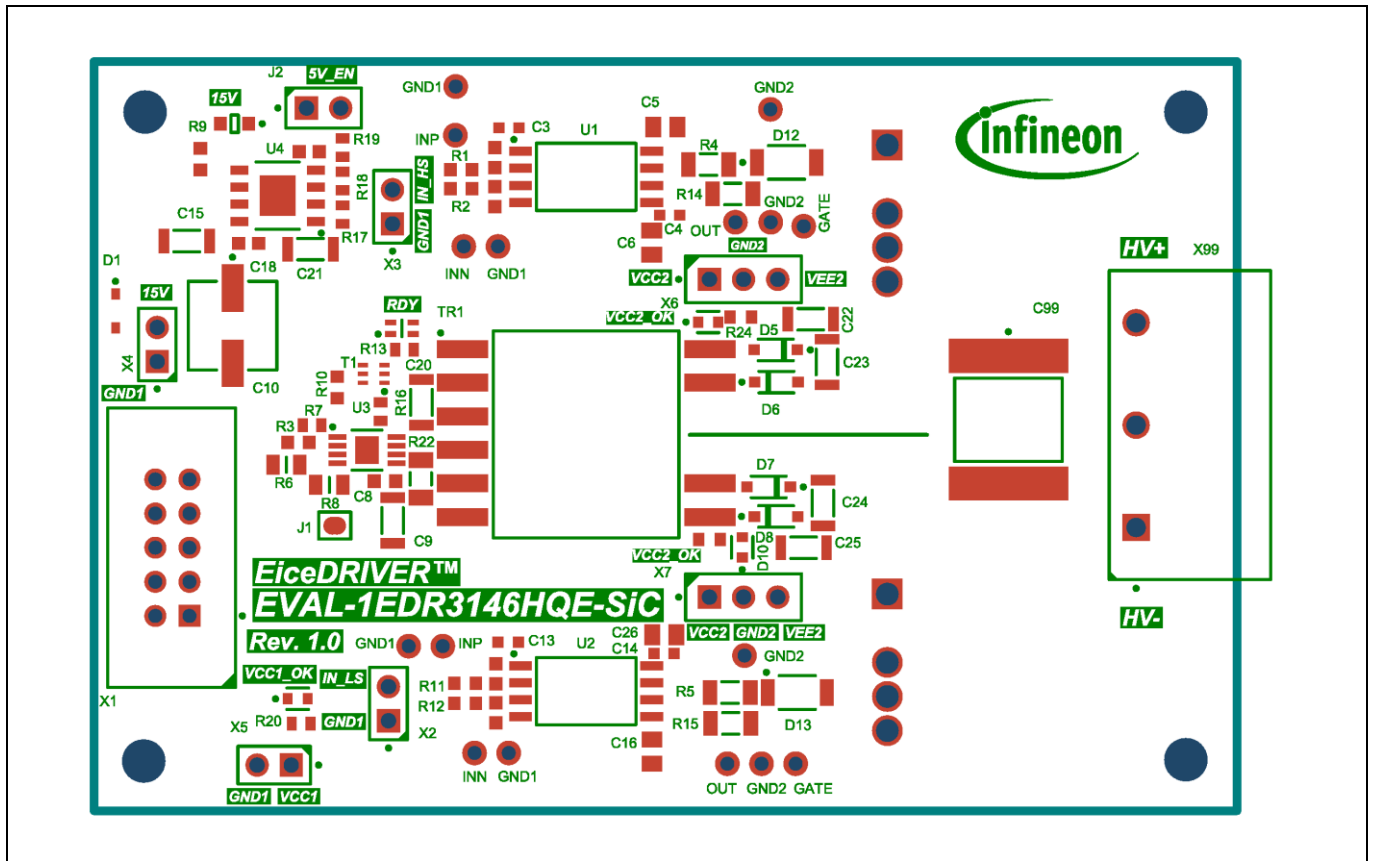 J2
5V_EN
15V
R9
R19
U4
R18
IN_HS
GND1
X3
C15
R17
C18
C21
GND1
INP
R1
R2
C3
U1
C5
INN
GND1
C4
C6
R4
R14
GND2
D12
OUT
GND2
GATE
GND2
VCC2
VEE2
X6
VCC2_OK
R24
D5
C22
C23
D6
infineon
HV+
X99
C99
HV-
D1
15V
X4
GND1
C10
RDY
TR1
R13
T1
C20
R10
R16
R7
U3
R3
R22
R6
R8
C8
J1
C9
D7
C24
D8
D10
C25
VCC2_OK
X7
VCC2
GND2
VEE2
EiceDRIVER™
EVAL-1EDR3146HQE-SiC
Rev. 1.0
GND1
INP
C13
U2
C26
C14
GND2
VCC1_OK
IN_LS
R11
R12
R5
R15
D13
X1
X5
R20
GND1
X2
C16
INN
GND1
OUT
GND2
GATE
GND1
VCC1